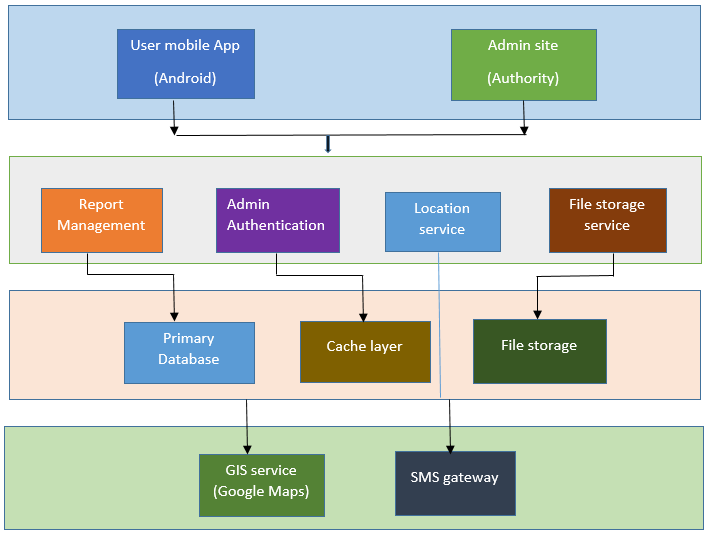 User mobile App
(Android)
Admin site
(Authority)
Report
Management
Admin
Authentication
Location
service
File storage
service
Primary
Database
Cache layer
File storage
GIS service
(Google Maps)
SMS gateway